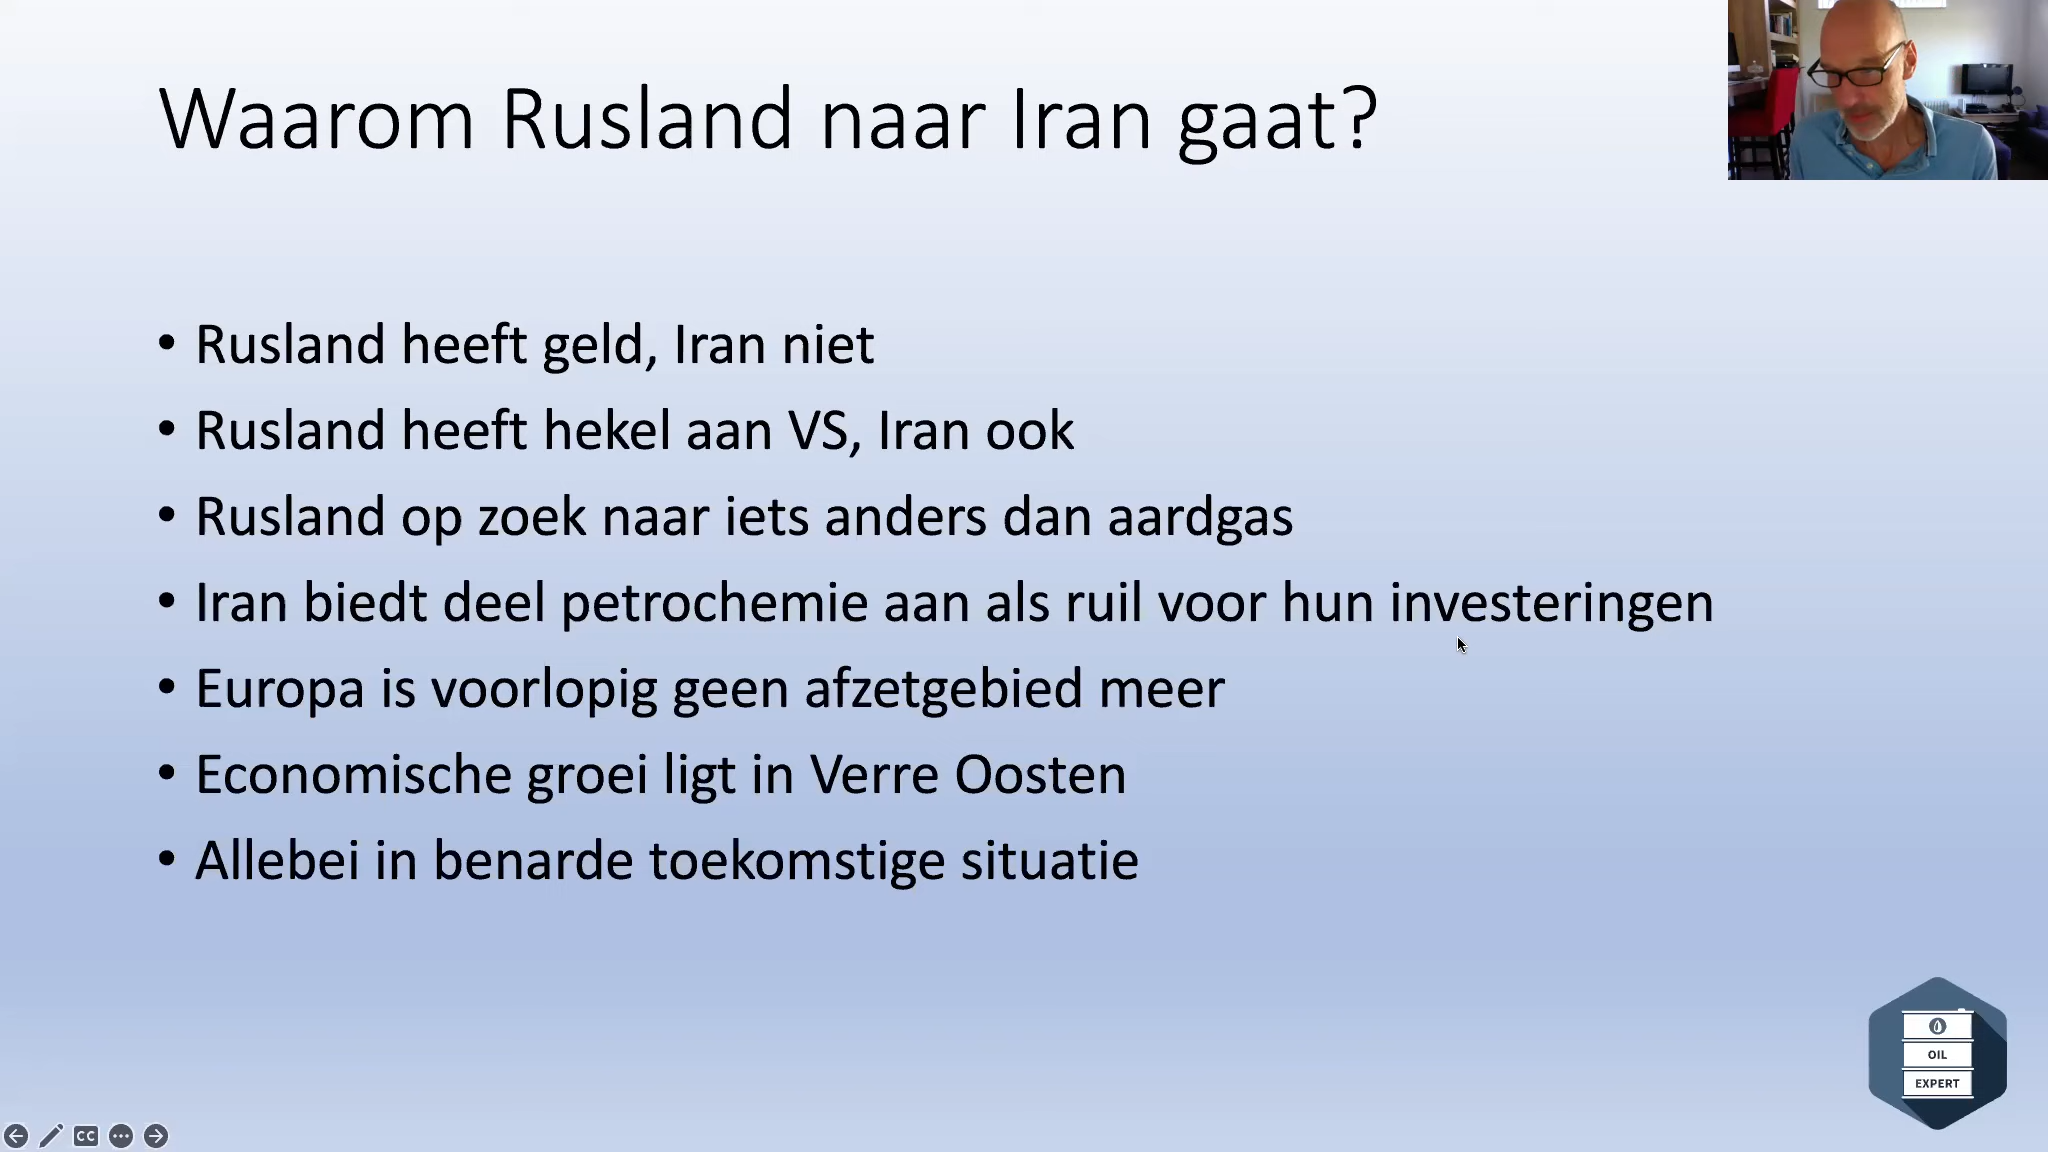 Waarom Rusland naar Iran gaat?
• Rusland heeft geld, Iran niet
• Rusland heeft hekel aan VS, Iran ook
• Rusland op zoek naar iets anders dan aardgas
• Iran biedt deel petrochemie aan als ruil voor hun investeringen
• Europa is voorlopig geen afzetgebied meer
• Economische groei ligt in Verre Oosten
• Allebei in benarde toekomstige situatie
OIL
EXPERT
CC